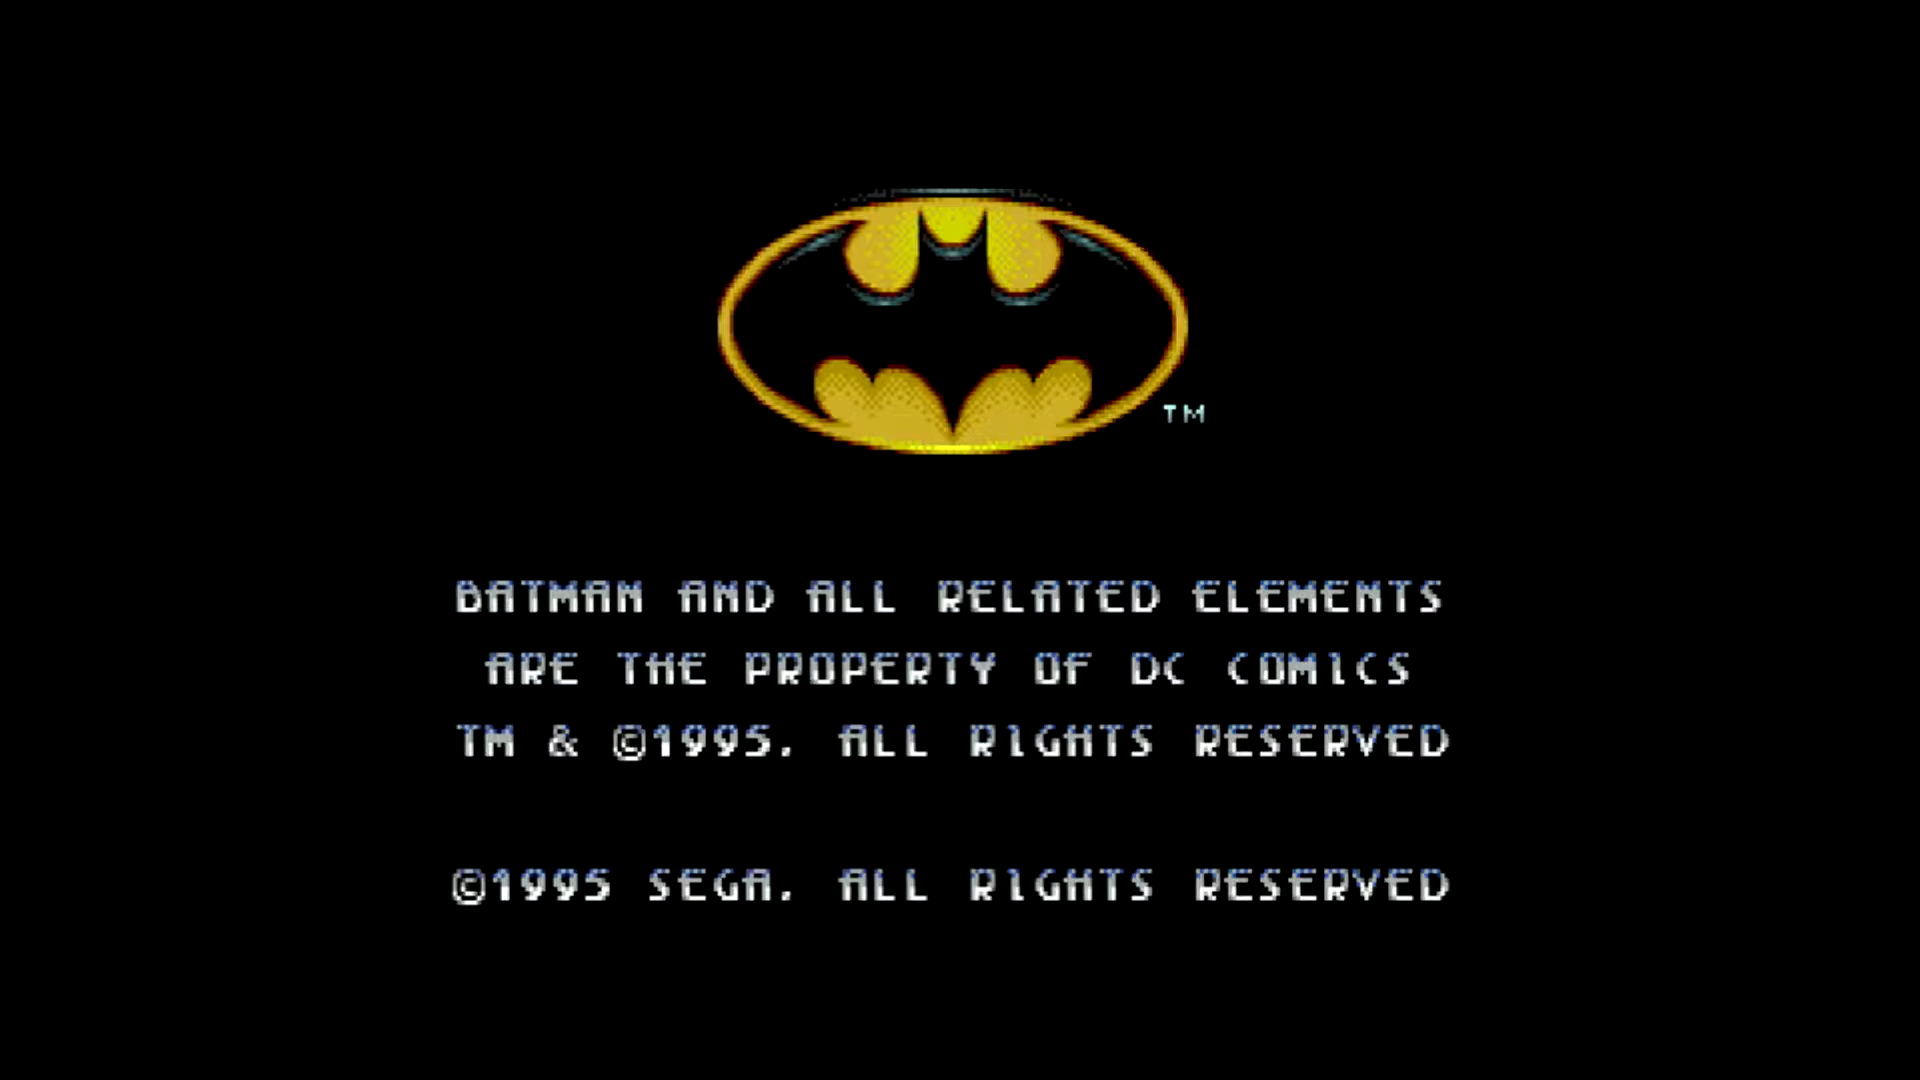 TM
BATMAN AND ALL RELATED ELEMENTS
ARE THE PROPERTY OF DC COMICS
TM & ©1995. ALL RIGHTS RESERVED
©1995 SEGA. ALL RIGHTS RESERVED